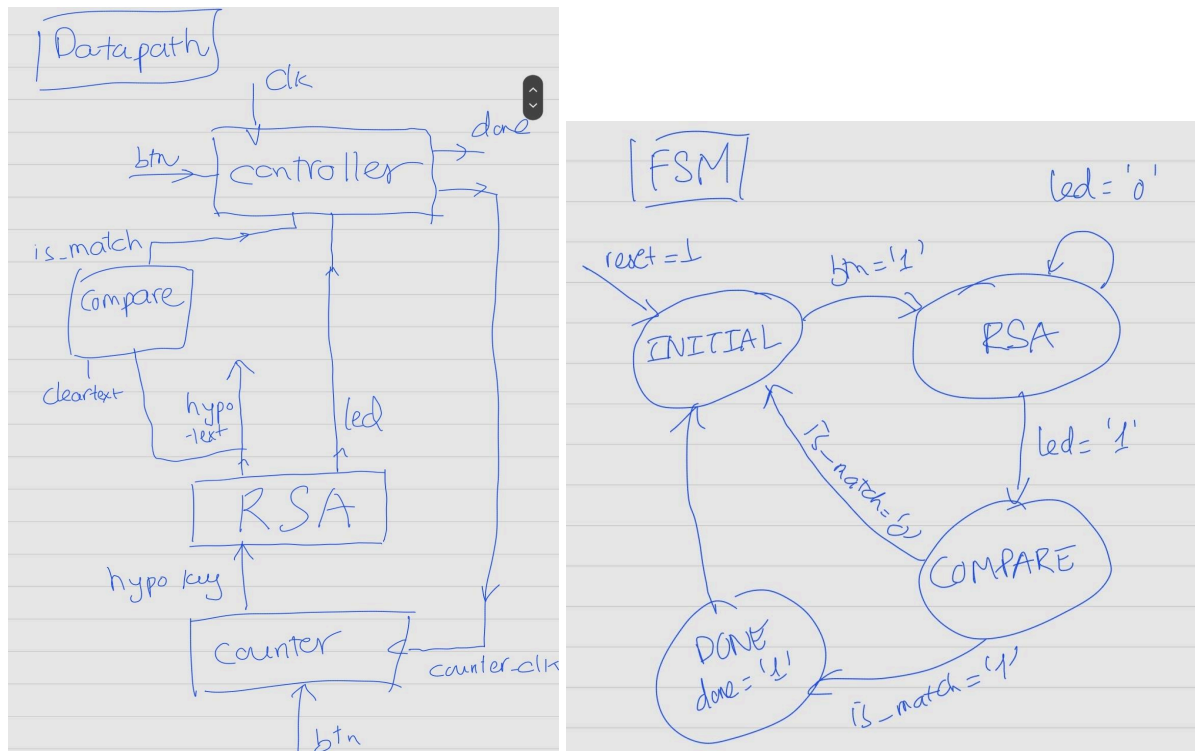 Datapath
clk
done
btn
controller
is_match
Compare
cleartext
hypo
-text
led
RSA
hypo key
counter
counter_clk
btn
FSM
led = '0'
reset = 1
btn = '1'
INITIAL
RSA
led = '1'
is_match = '0'
COMPARE
DONE
done = '1'
is_match = '1'